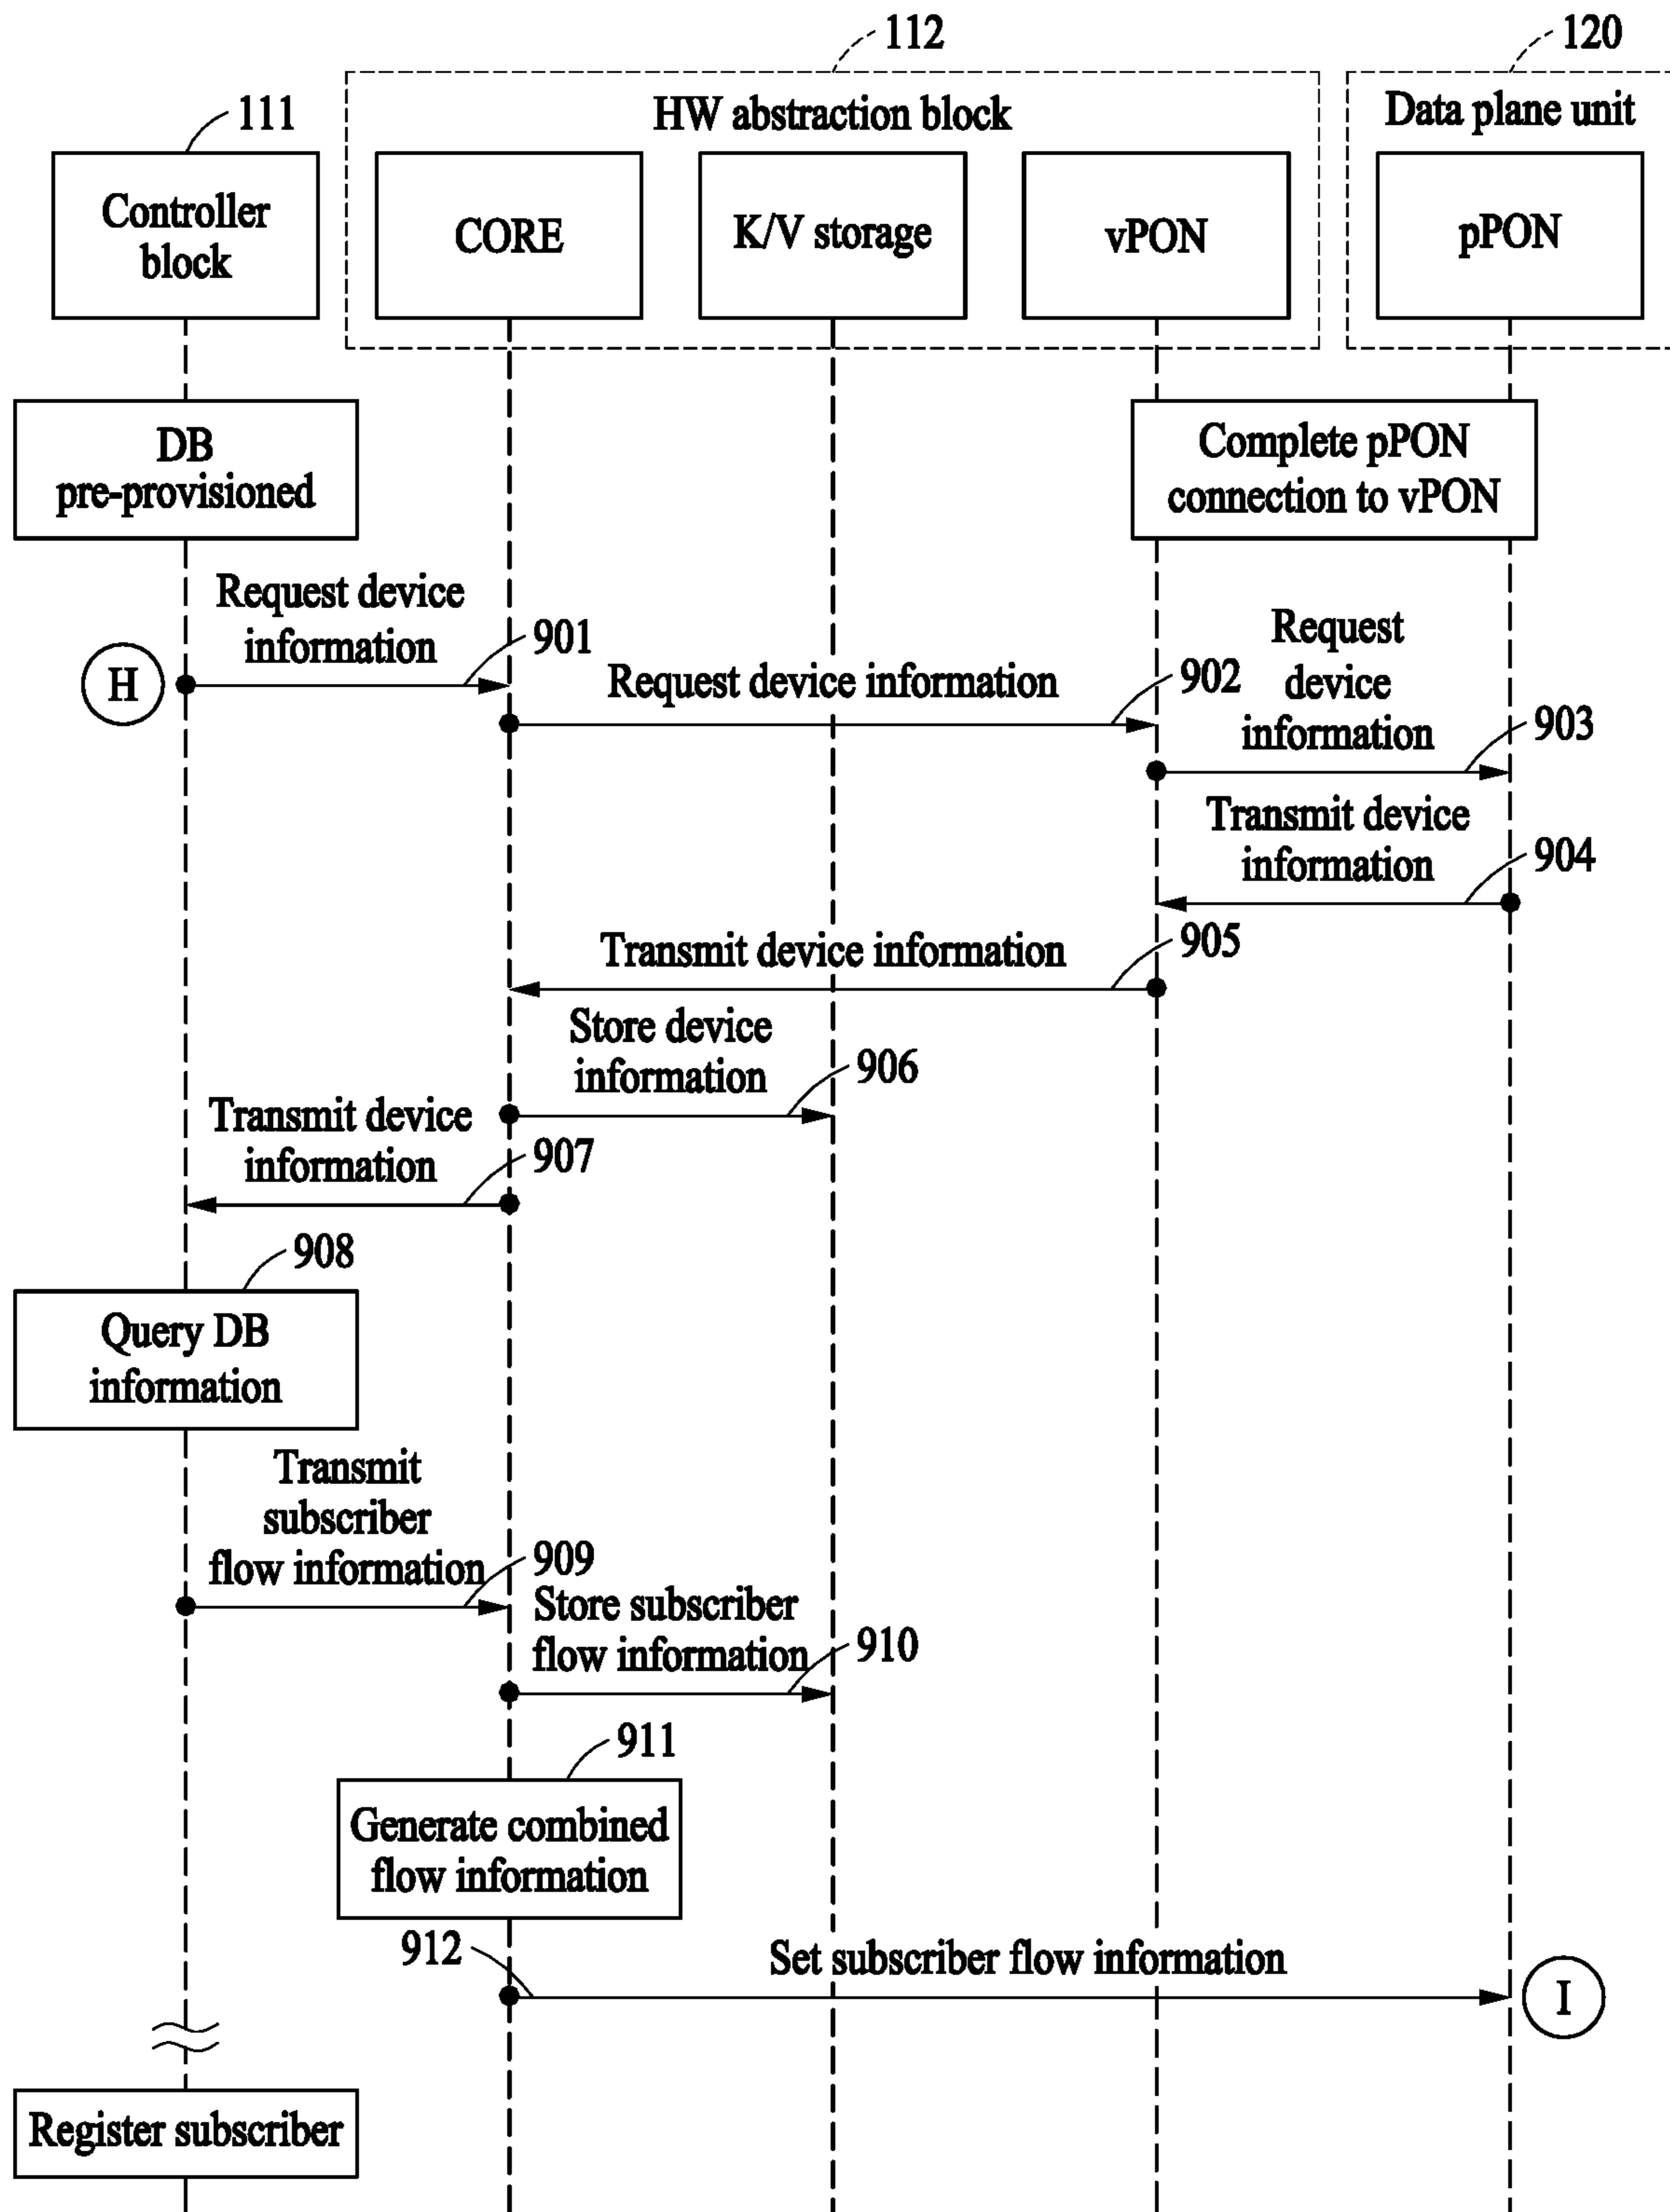 112
120
HW abstraction block
Data plane unit
111
Controller
block
CORE
K/V storage
vPON
pPON
DB
pre-provisioned
Complete pPON
connection to vPON
Request device
information
901
H
Request device information
902
Request
device
information
903
Transmit device
information
904
Transmit device information
905
Store device
information
906
Transmit device
information
907
908
Query DB
information
Transmit
subscriber
flow information
909
Store subscriber
flow information
910
911
Generate combined
flow information
912
Set subscriber flow information
I
Register subscriber